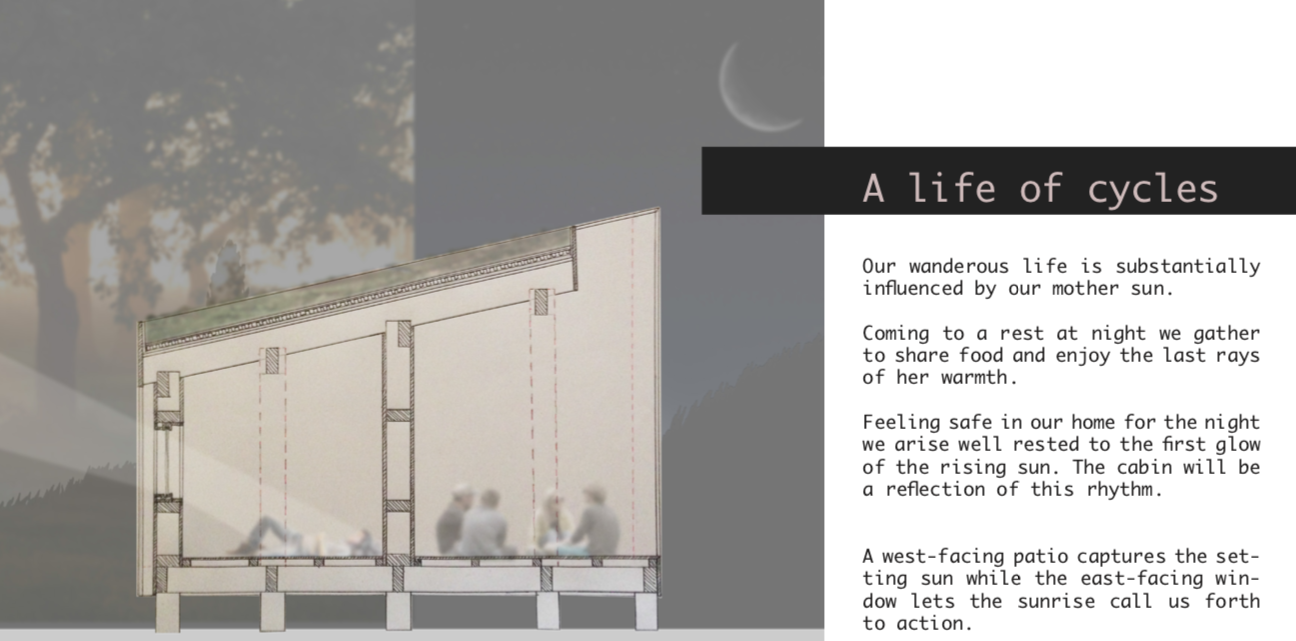 A life of cycles
Our wanderous life is substantially
influenced by our mother sun.
Coming to a rest at night we gather
to share food and enjoy the last rays
of her warmth.
Feeling safe in our home for the night
we arise well rested to the first glow
of the rising sun. The cabin will be
a reflection of this rhythm.
A west-facing patio captures the set-
ting sun while the east-facing win-
dow lets the sunrise call us forth
to action.